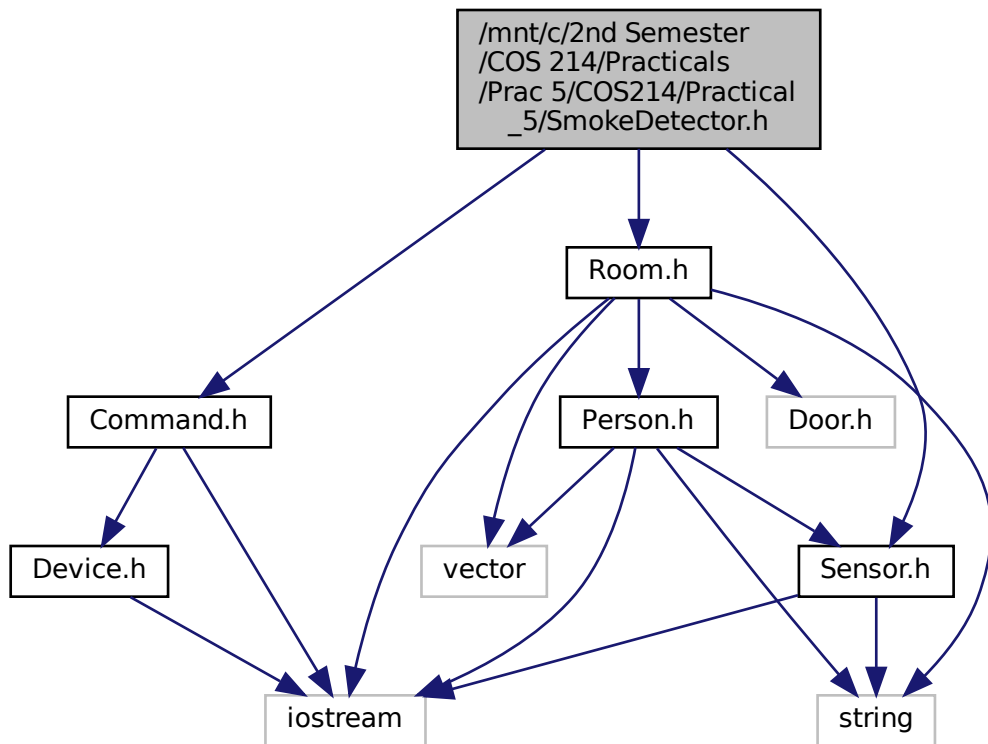 /mnt/c/2nd Semester
/COS 214/Practicals
/Prac 5/COS214/Practical
_5/SmokeDetector.h
Room.h
Command.h
Person.h
Door.h
Device.h
vector
Sensor.h
iostream
string